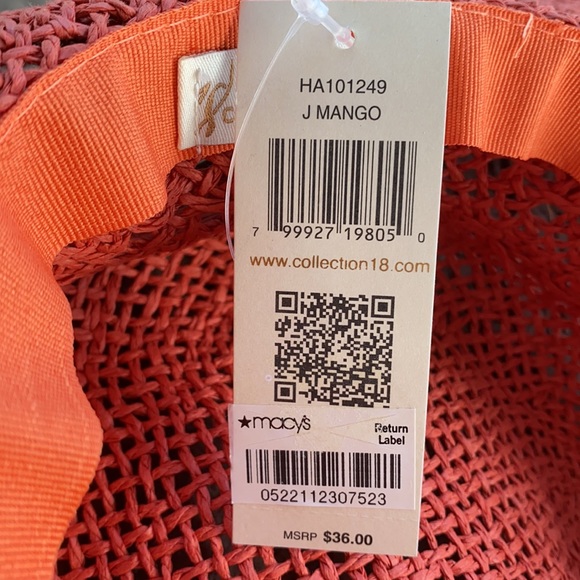 HA101249
J MANGO
7 99927 19805 0
www.collection18.com
★macy's
Return
Label
0522112307523
MSRP $36.00